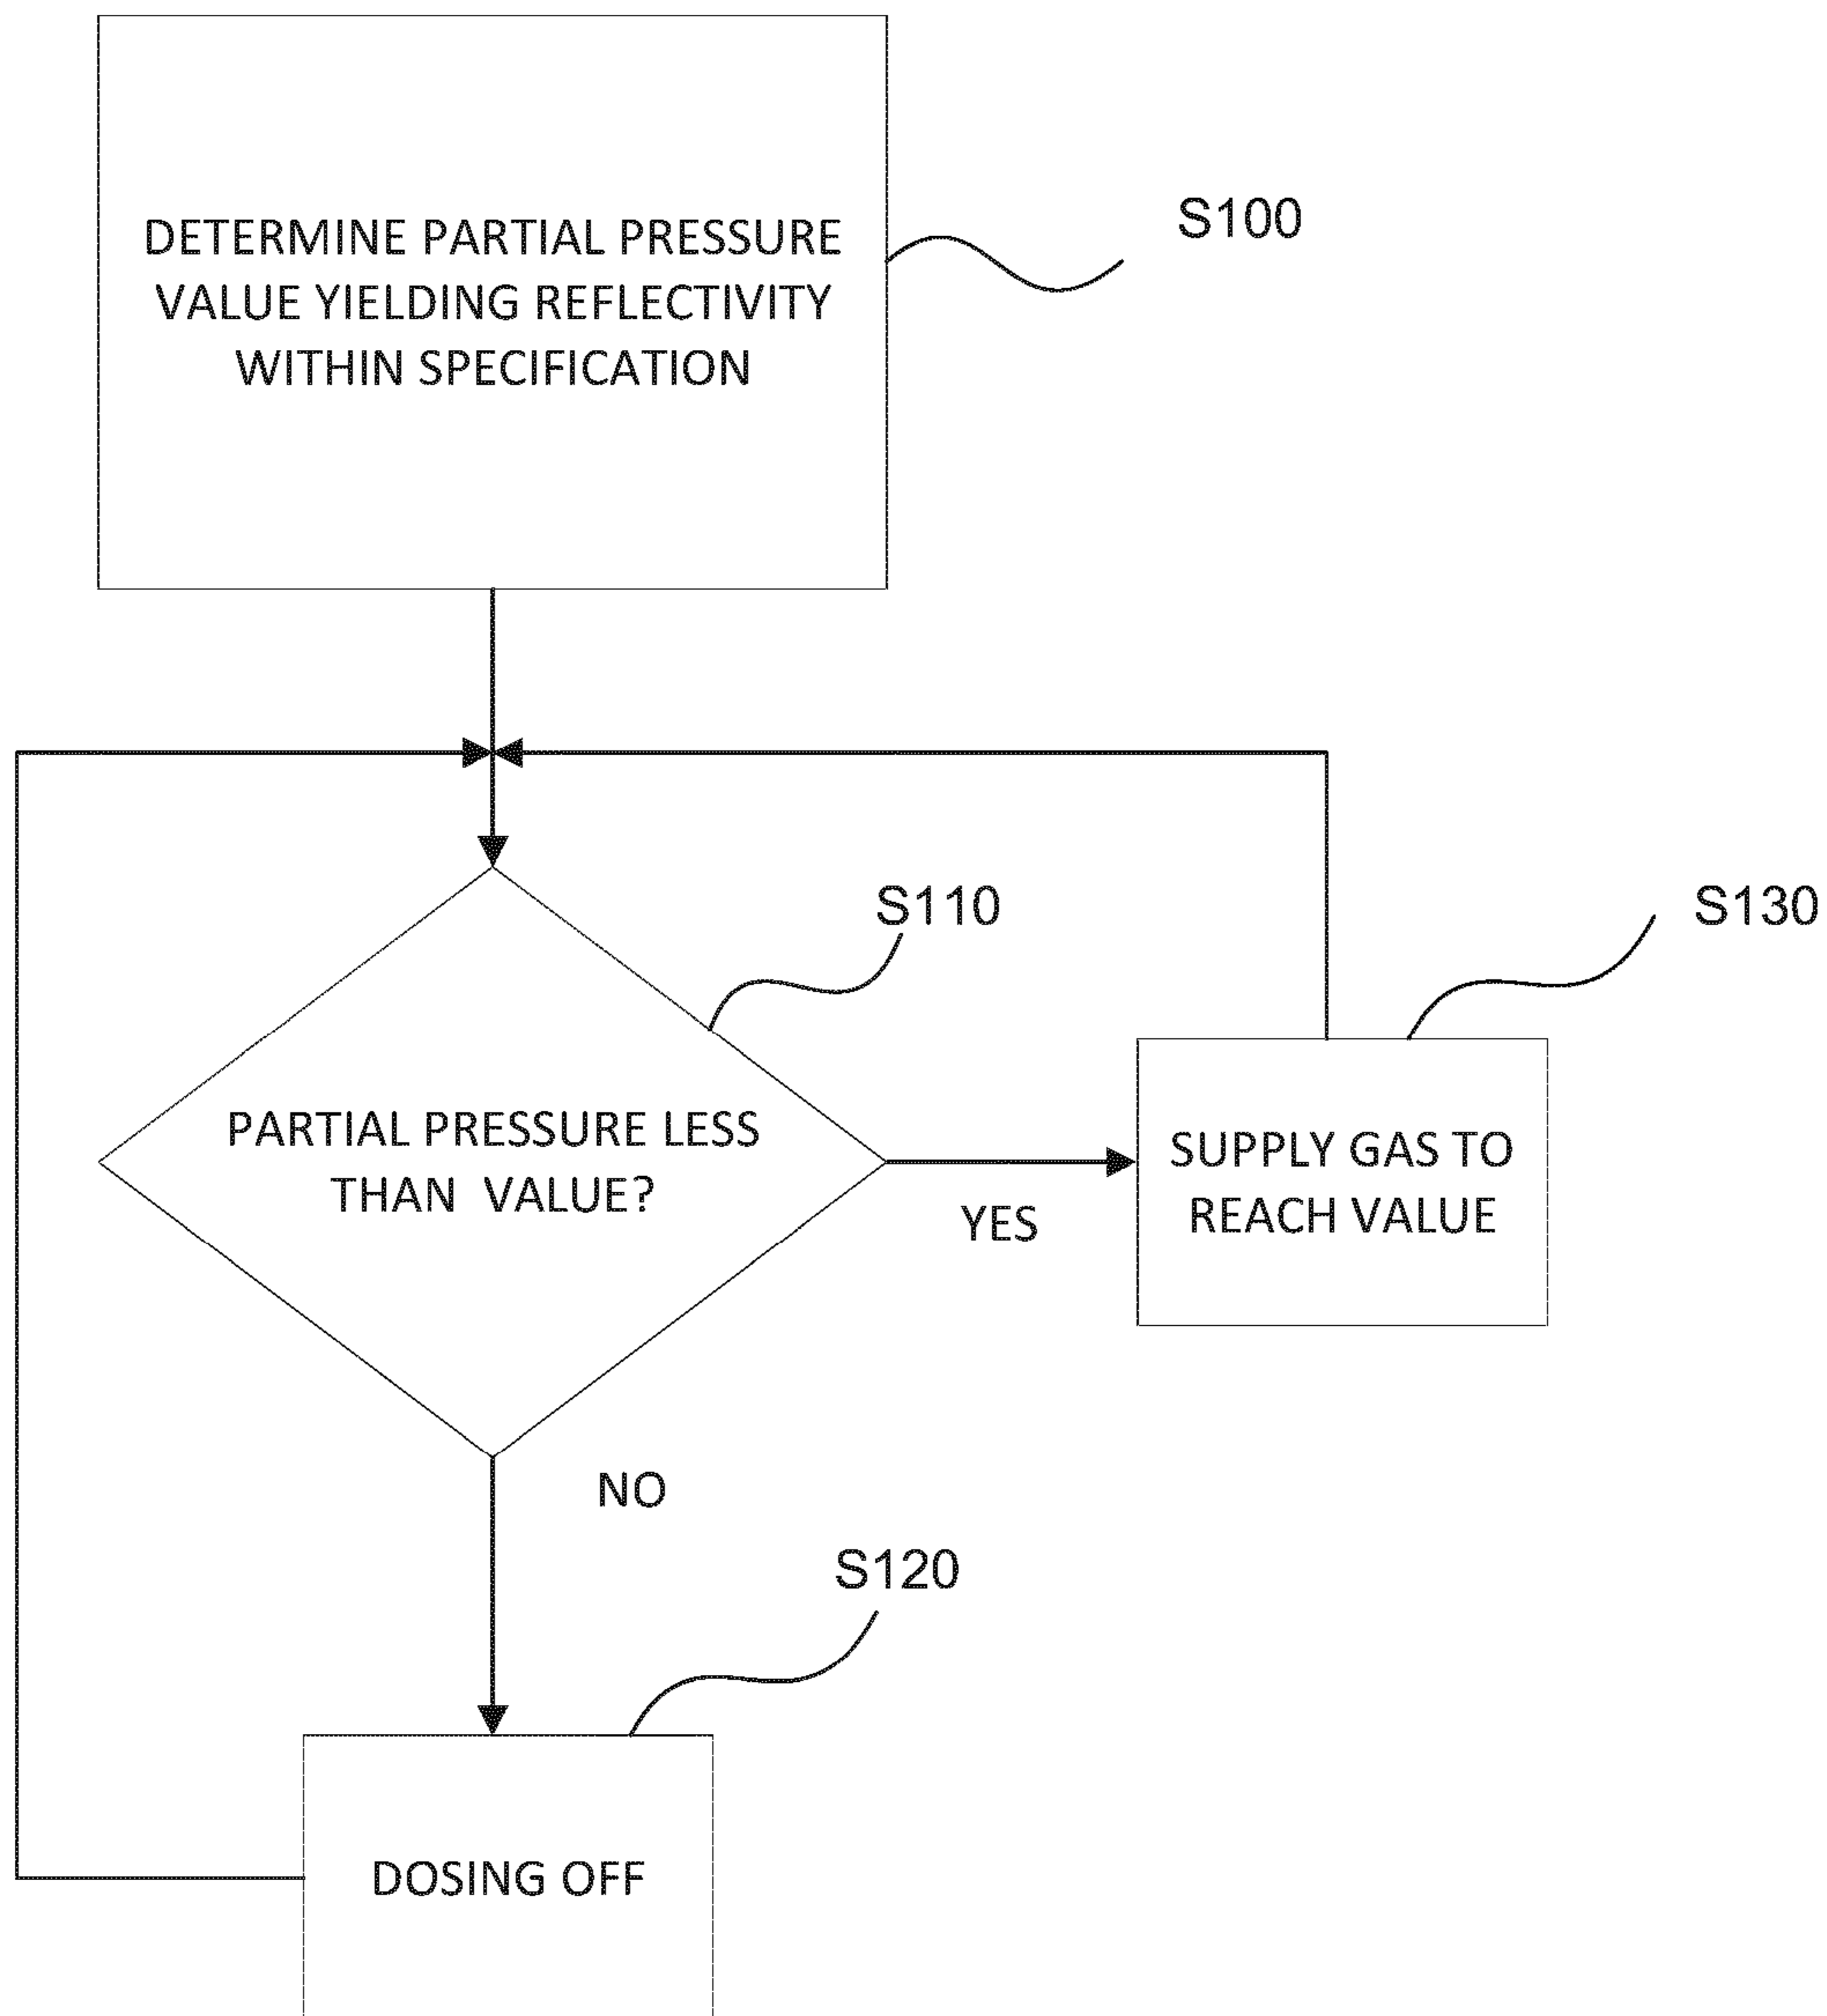 DETERMINE PARTIAL PRESSURE
VALUE YIELDING REFLECTIVITY
WITHIN SPECIFICATION
S100
S110
S130
PARTIAL PRESSURE LESS
THAN VALUE?
YES
SUPPLY GAS TO
REACH VALUE
NO
S120
DOSING OFF